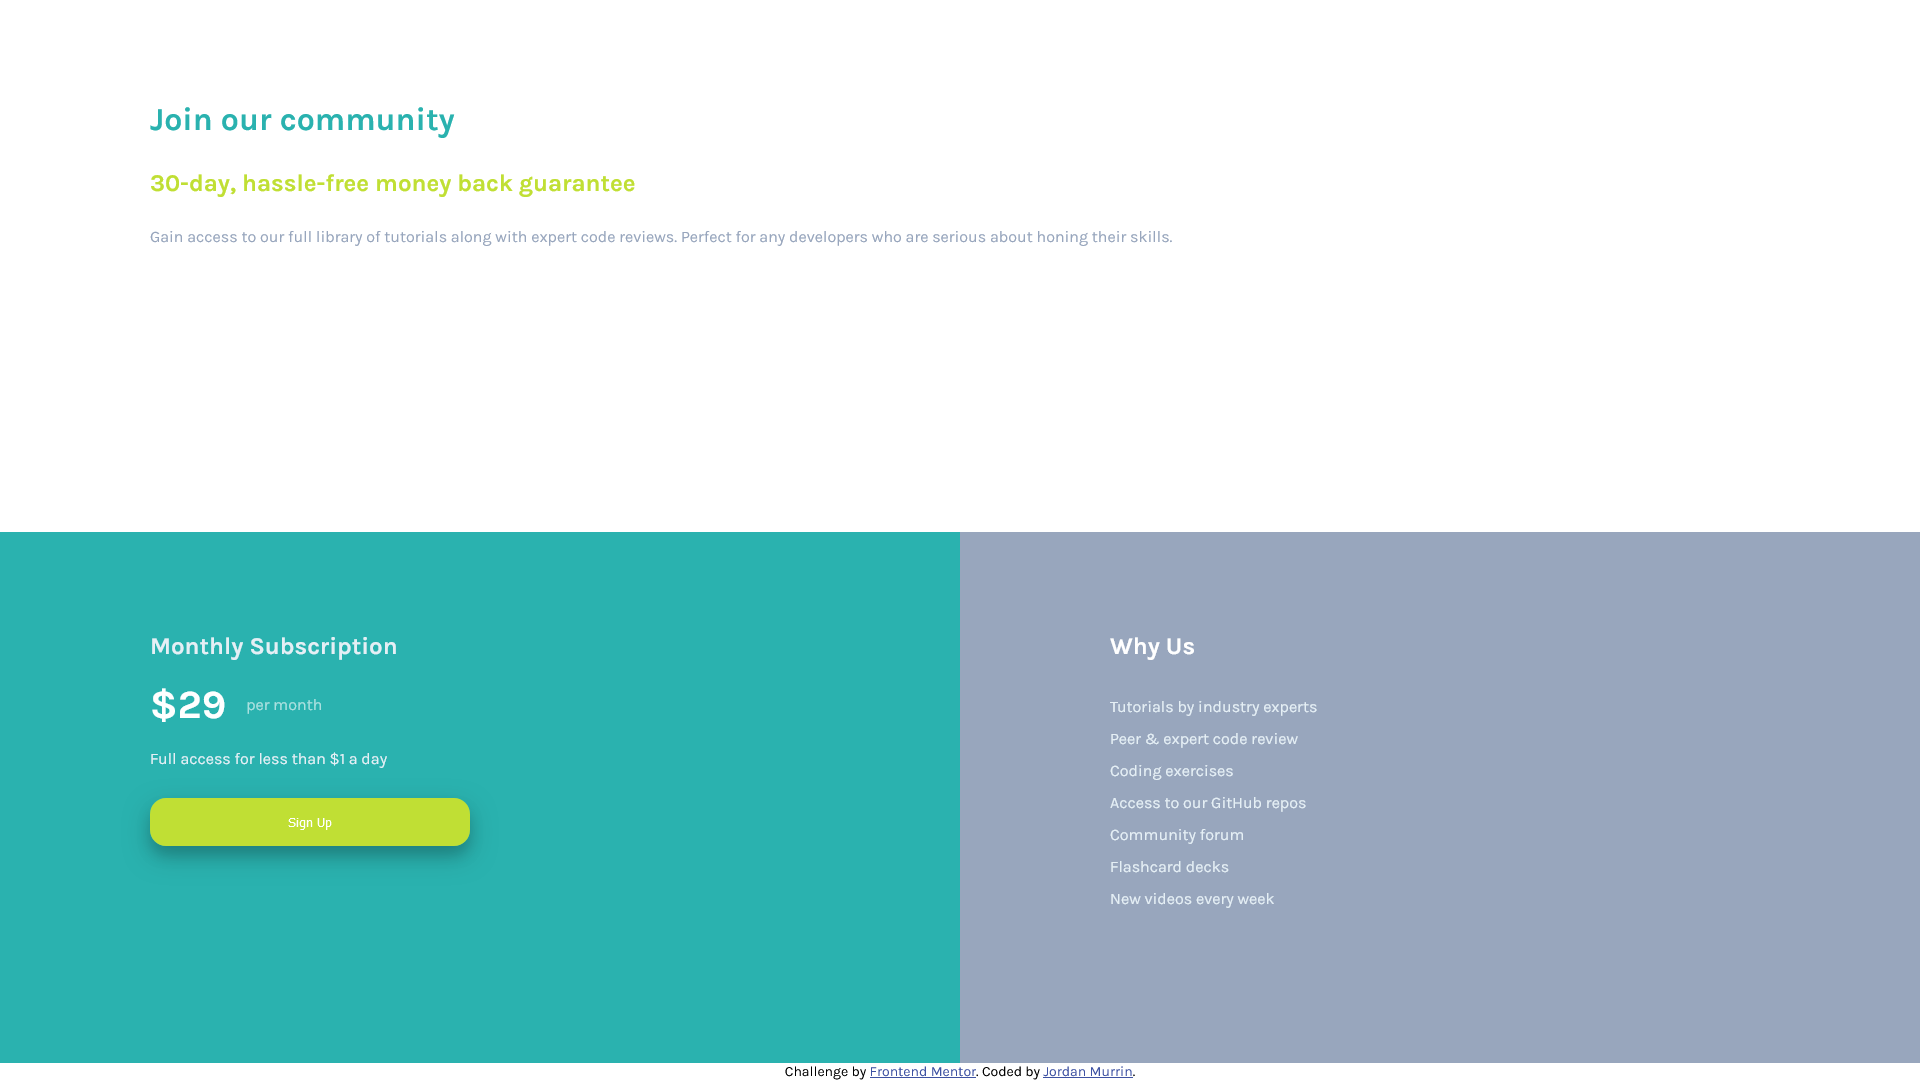 Join our community
30-day, hassle-free money back guarantee
Gain access to our full library of tutorials along with expert code reviews. Perfect for any developers who are serious about honing their skills.
Monthly Subscription
$29 per month
Full access for less than $1 a day
Sign Up
Why Us
Tutorials by industry experts
Peer & expert code review
Coding exercises
Access to our GitHub repos
Community forum
Flashcard decks
New videos every week
Challenge by Frontend Mentor. Coded by Jordan Murrin.